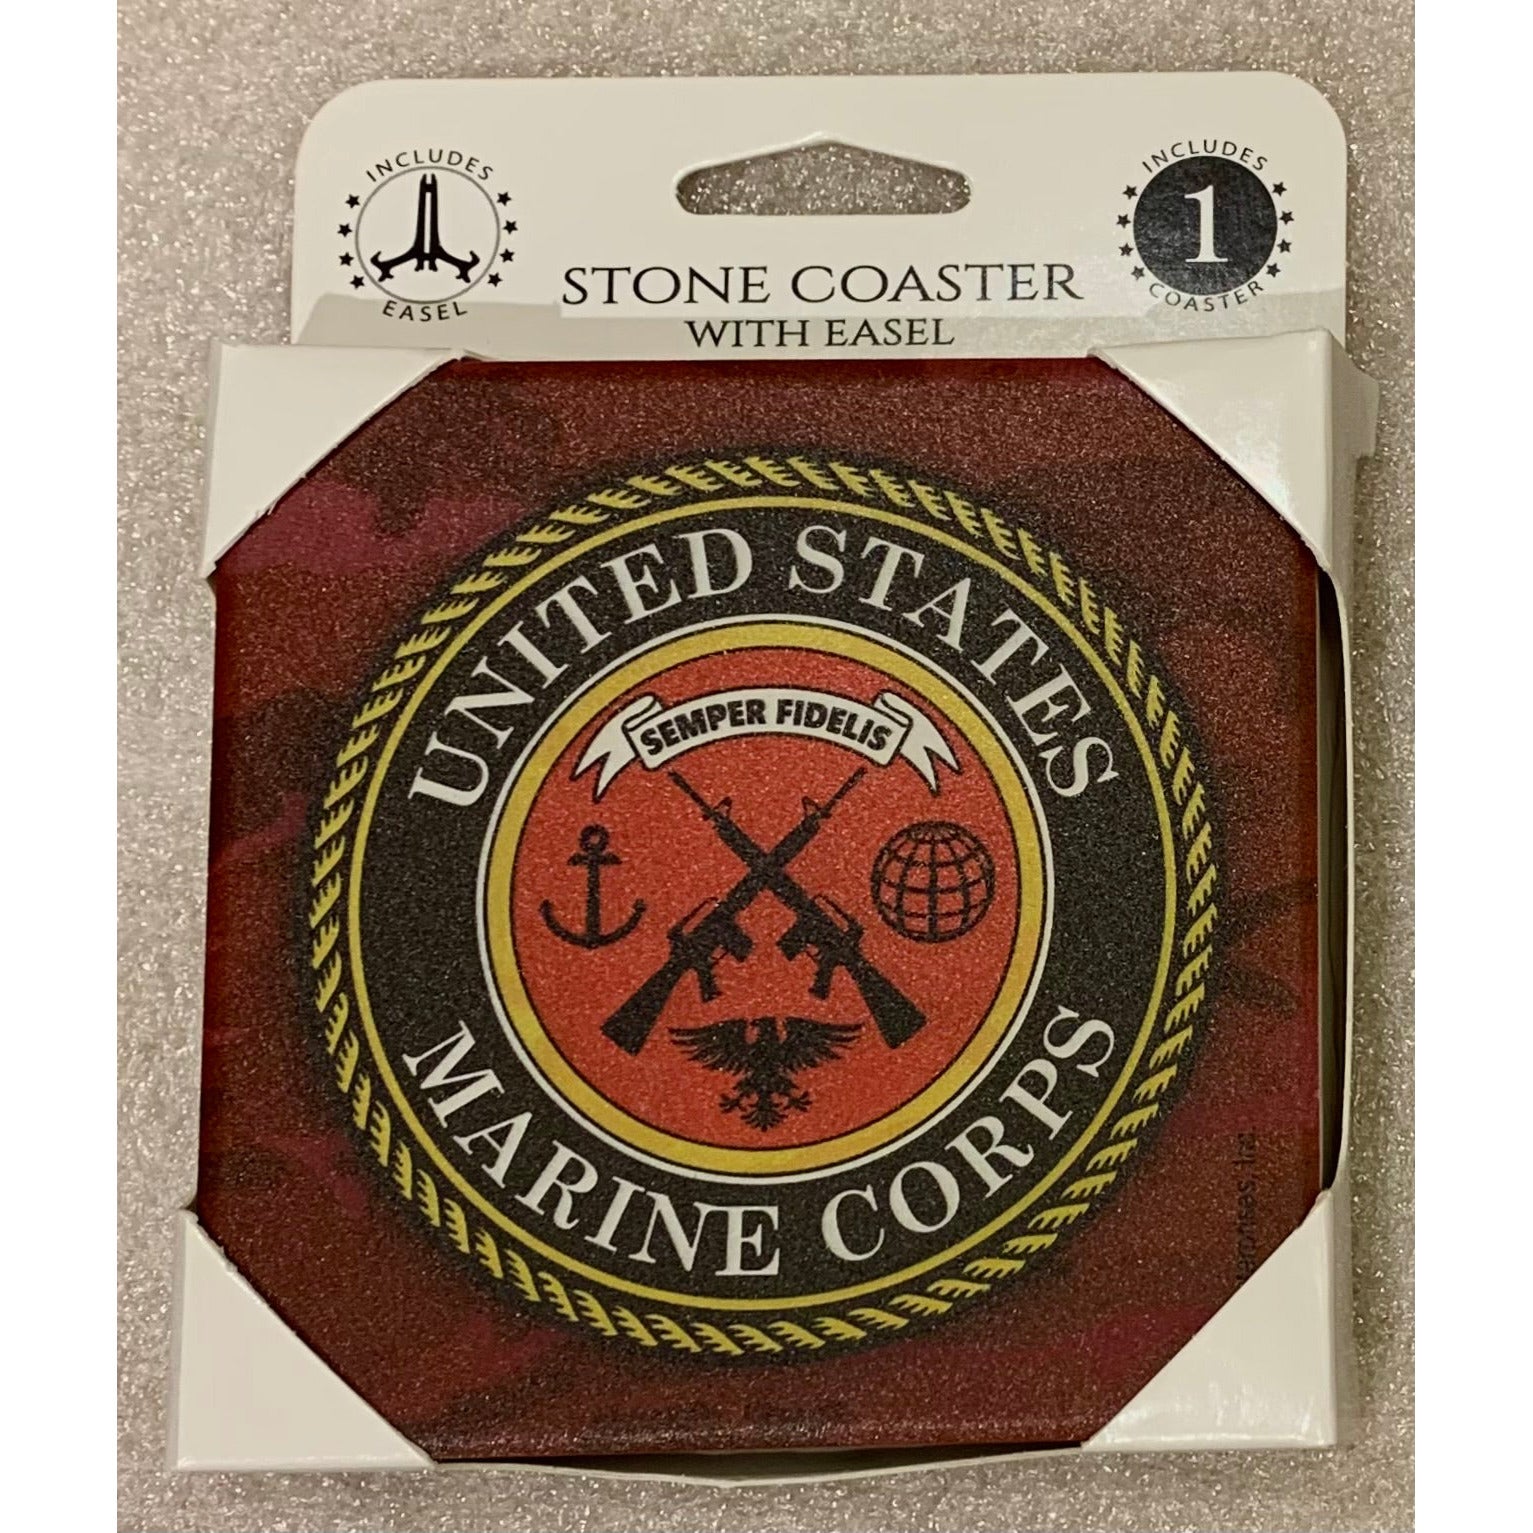 INCLUDES
EASEL
INCLUDES
1
COASTER
STONE COASTER
WITH EASEL
UNITED STATES
SEMPER FIDELIS
MARINE CORPS